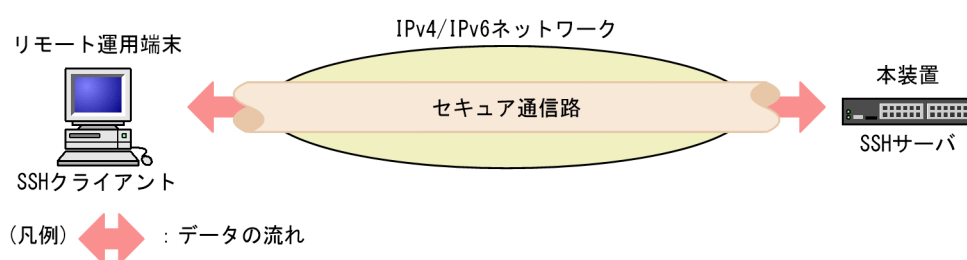 IPv4/IPv6ネットワーク
リモート運用端末
本装置
セキュア通信路
SSHサーバ
SSHクライアント
(凡例) : データの流れ